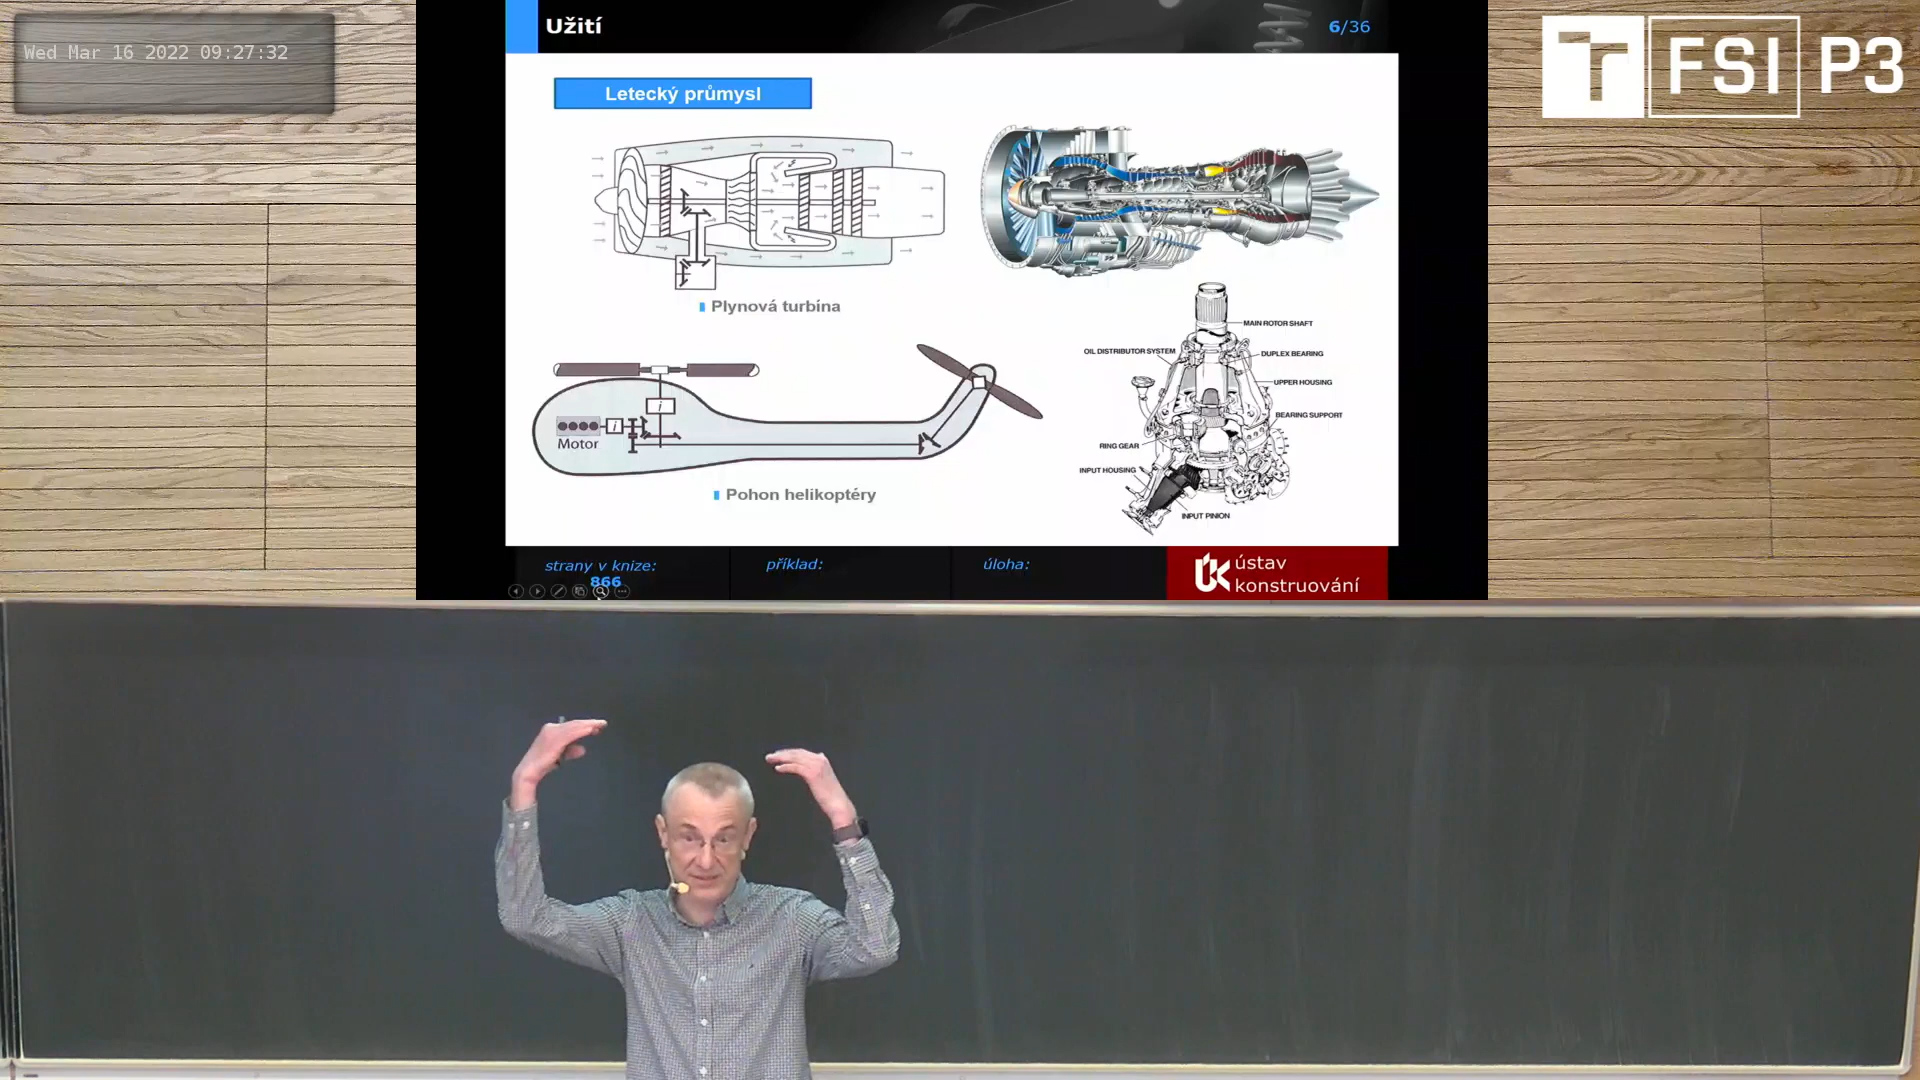 Wed Mar 16 2022 09:27:32
Užití
6/36
T FSI P3
Letecký průmysl
Plynová turbína
MAIN ROTOR SHAFT
OIL DISTRIBUTOR SYSTEM
DUPLEX BEARING
UPPER HOUSING
BEARING SUPPORT
RING GEAR
INPUT HOUSING
INPUT PINION
i
i
Motor
Pohon helikoptéry
strany v knize:
866
příklad:
úloha:
ústav
konstruování